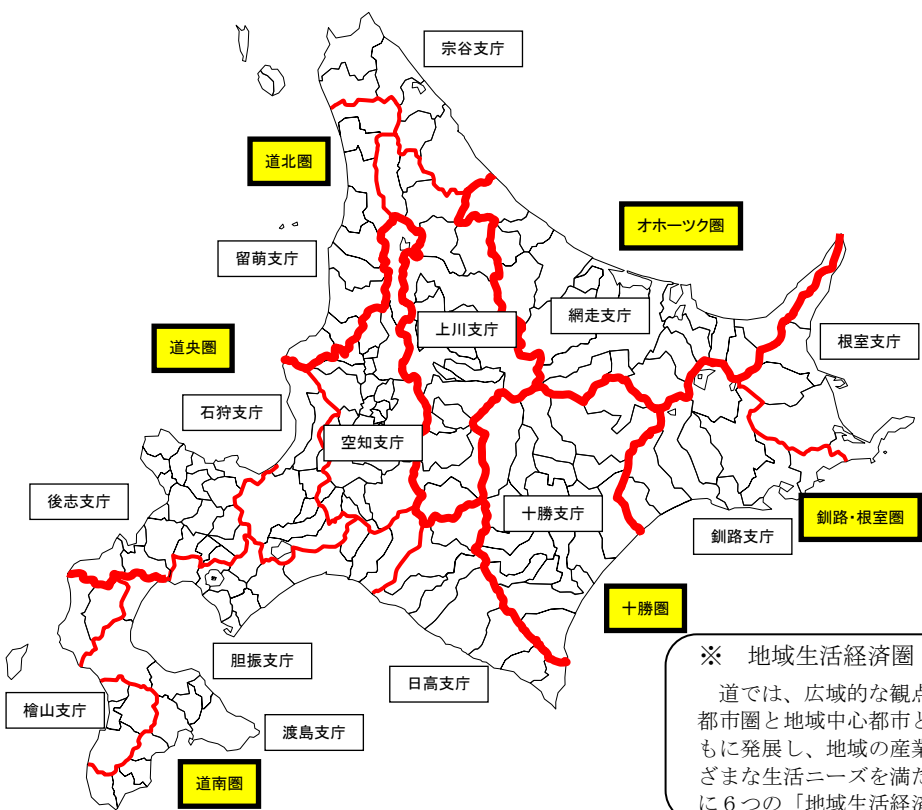 宗谷支庁
道北圏
オホーツク圏
留萌支庁
網走支庁
上川支庁
道央圏
根室支庁
石狩支庁
空知支庁
後志支庁
十勝支庁
釧路・根室圏
釧路支庁
十勝圏
胆振支庁
日高支庁
檜山支庁
渡島支庁
道南圏
※ 地域生活経済圏
道では、広域的な観点
都市圏と地域中心都市と
もに発展し、地域の産業
ざまな生活ニーズを満た
に6つの「地域生活経済